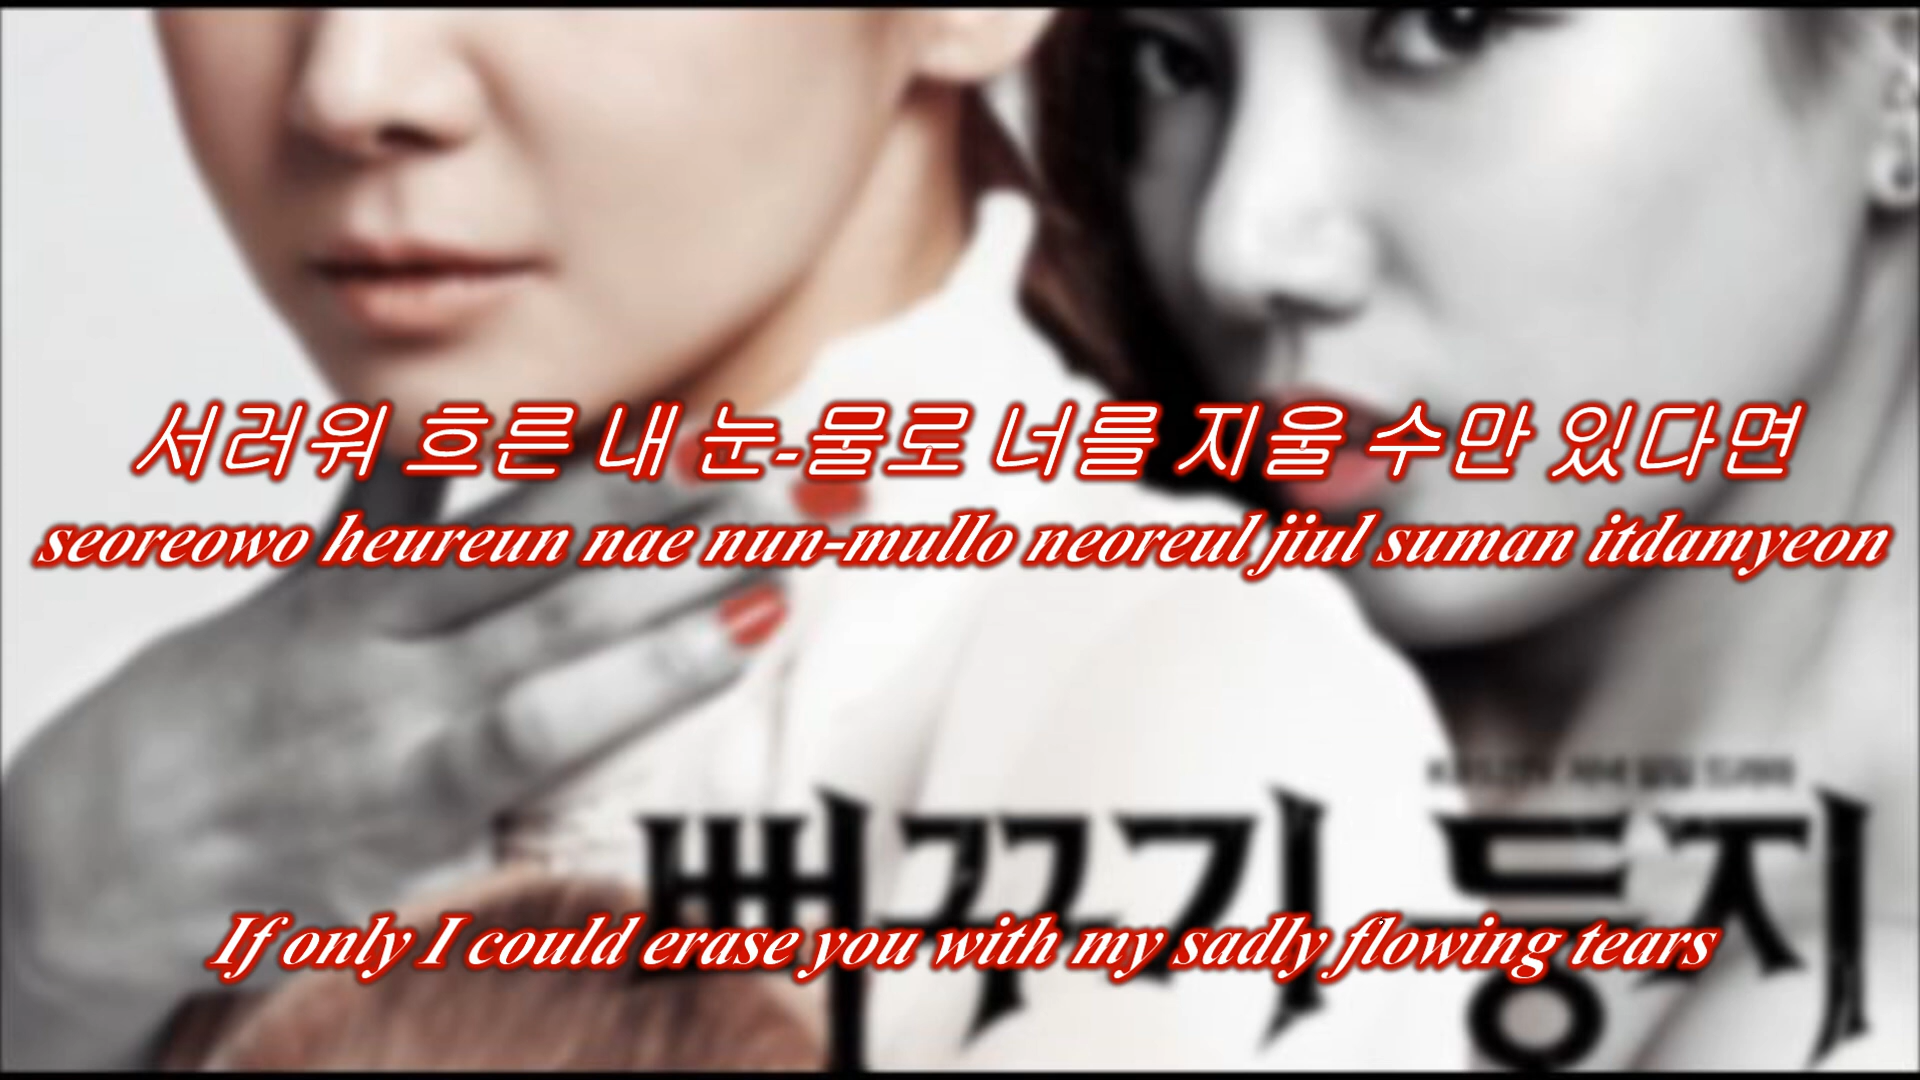 서러워 흐른 내 눈-물로 너를 지울 수만 있다면
seoreowo heureun nae nun-mullo neoreul jiul suman itdamyeon
뻐꾸기 둥지
If only I could erase you with my sadly flowing tears